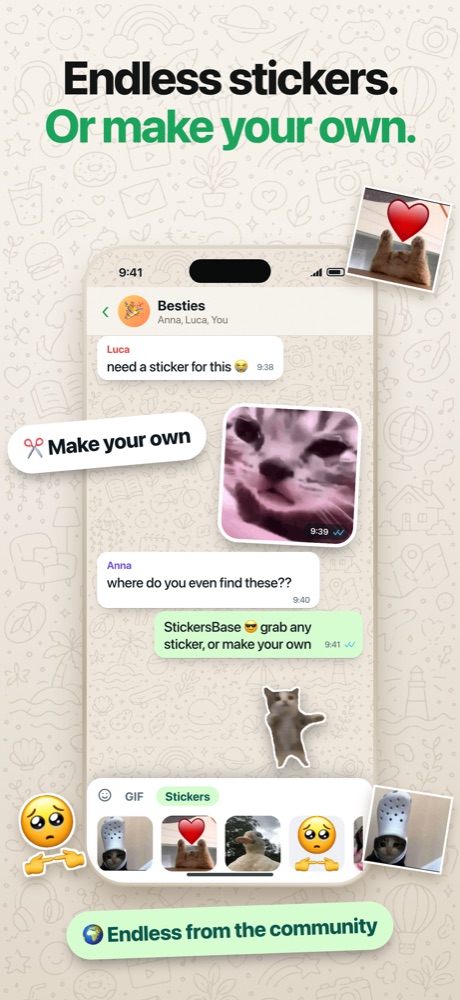 Endless stickers.
Or make your own.
9:41
Besties
Anna, Luca, You
Luca
need a sticker for this 😭 9:38
✂️ Make your own
9:39
Anna
where do you even find these??
9:40
StickersBase 😎 grab any
sticker, or make your own 9:41
GIF Stickers
🌍 Endless from the community